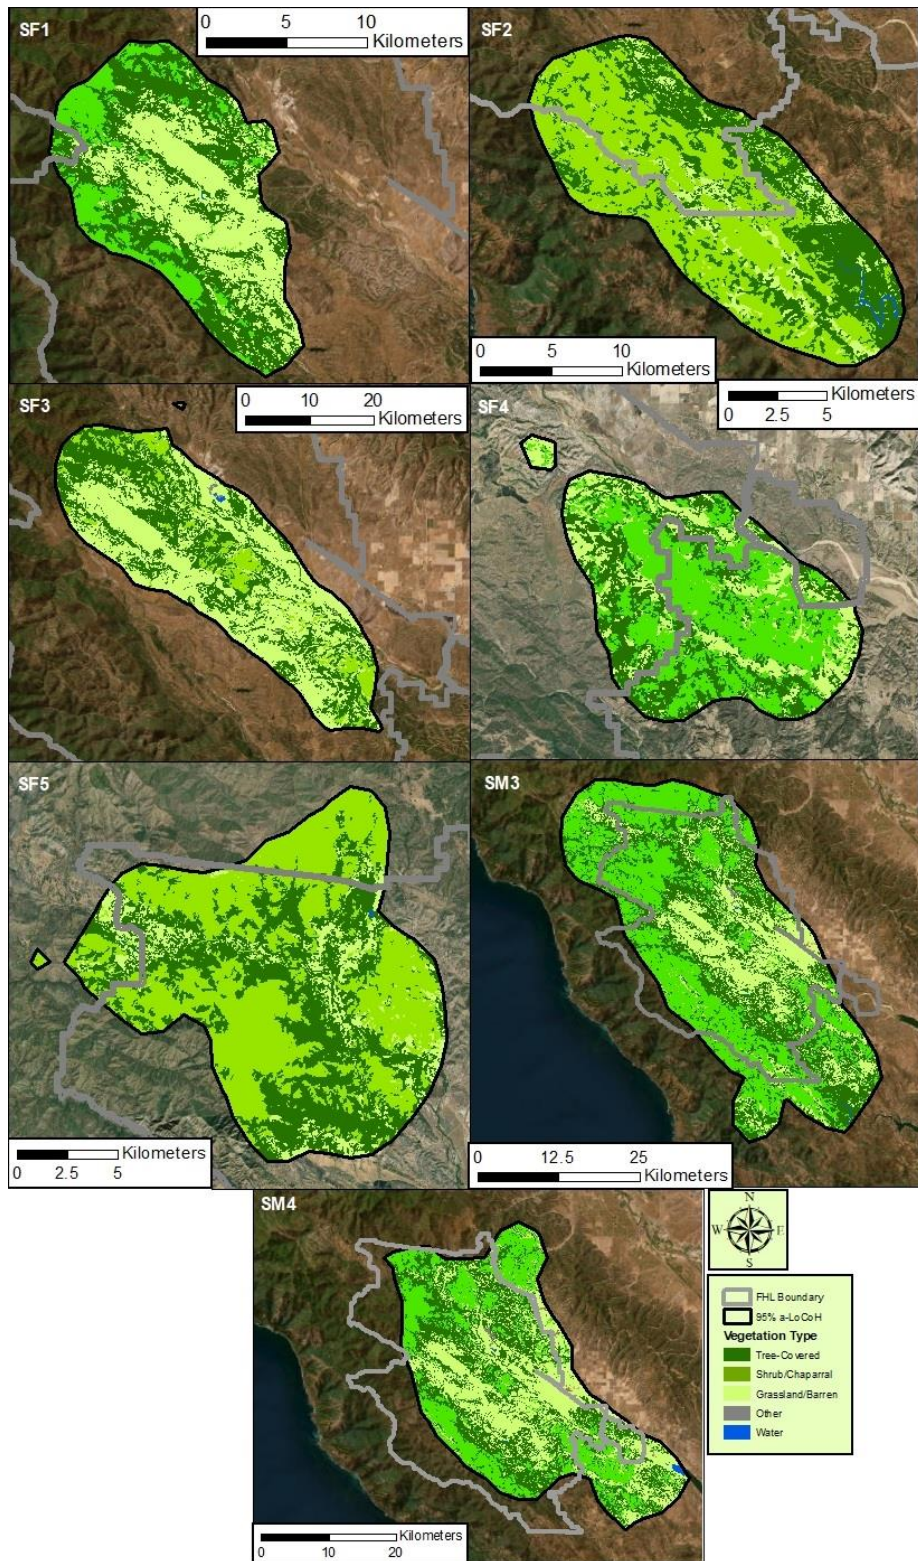 SF1
0 5 10
Kilometers
SF2
0 5 10
Kilometers
SF3
0 10 20
Kilometers
SF4
0 2.5 5
Kilometers
SF5
0 2.5 5
Kilometers
SM3
0 12.5 25
Kilometers
SM4
0 10 20
Kilometers
N
W E
S
FHL Boundary
95% a-LoCoH
Vegetation Type
Tree-Covered
Shrub/Chaparral
Grassland/Barren
Other
Water